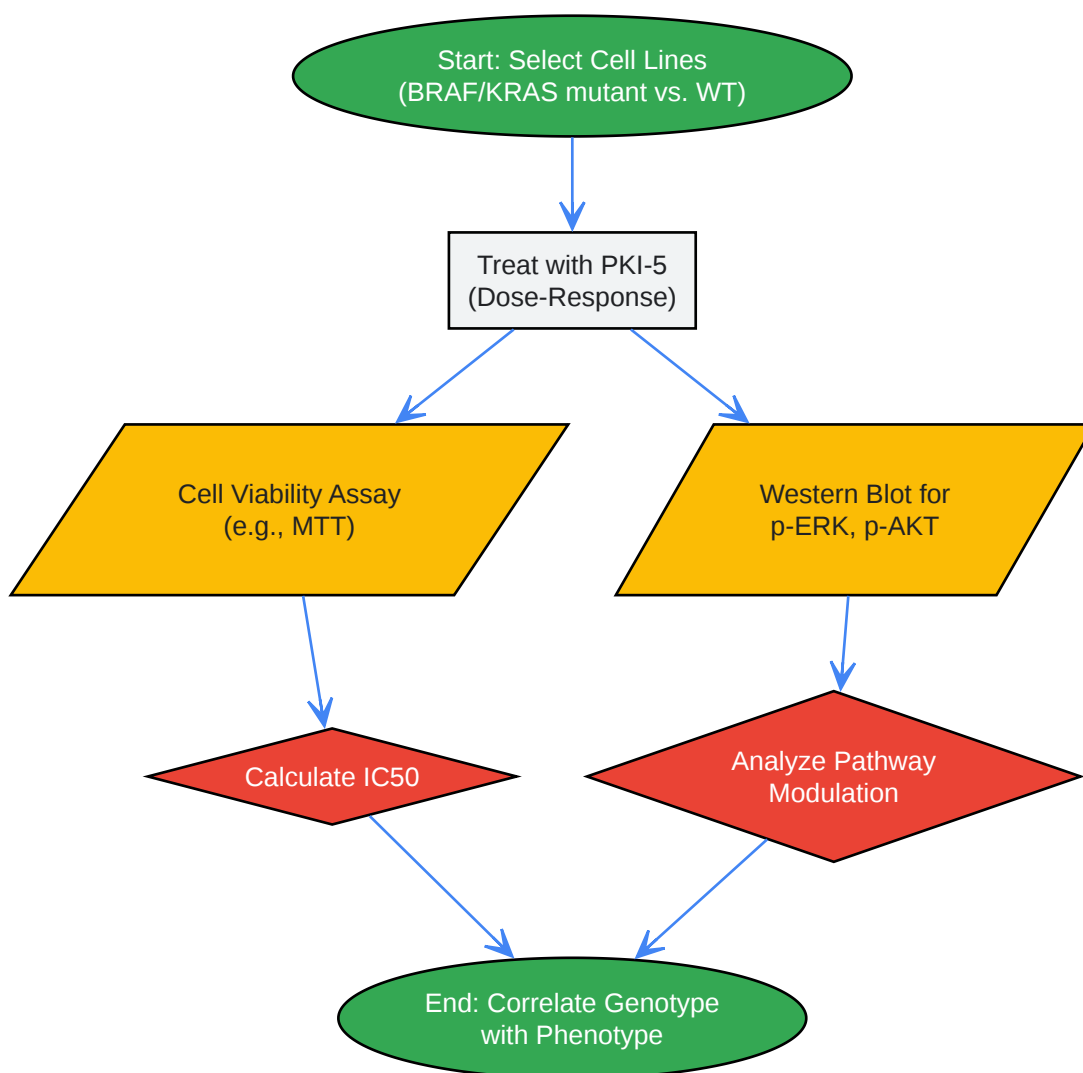 Start: Select Cell Lines
(BRAF/KRAS mutant vs. WT)
Treat with PKI-5
(Dose-Response)
Cell Viability Assay
(e.g., MTT)
Western Blot for
p-ERK, p-AKT
Calculate IC50
Analyze Pathway
Modulation
End: Correlate Genotype
with Phenotype